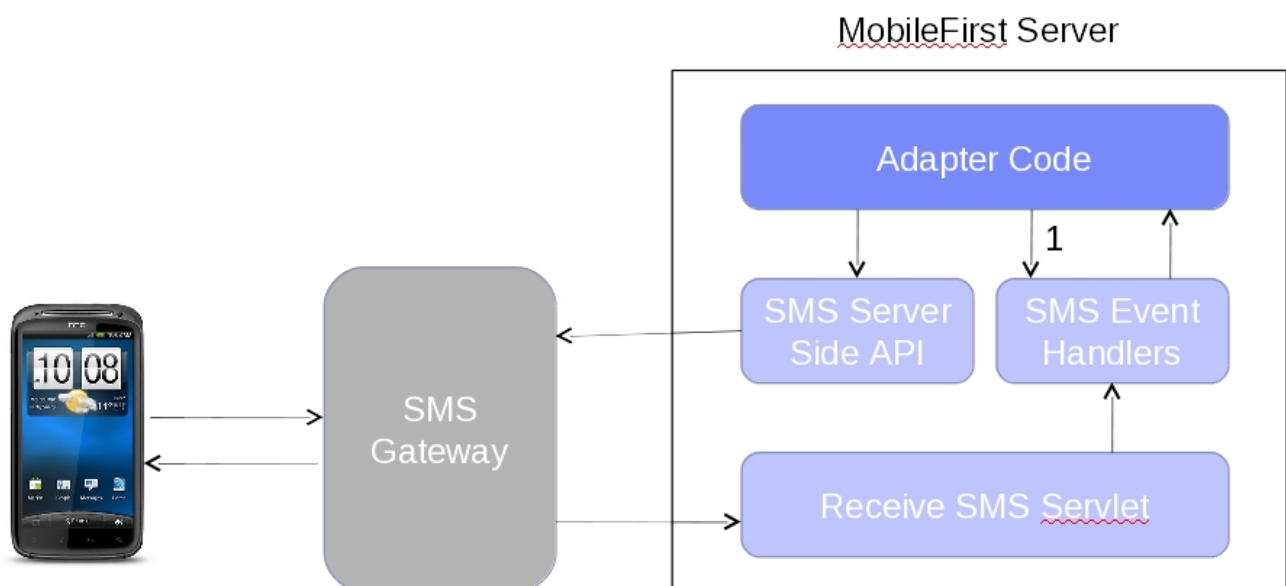 MobileFirst Server
Adapter Code
1
SMS Server
Side API
SMS Event
Handlers
hTC
10 08
SMS
Gateway
Receive SMS Servlet